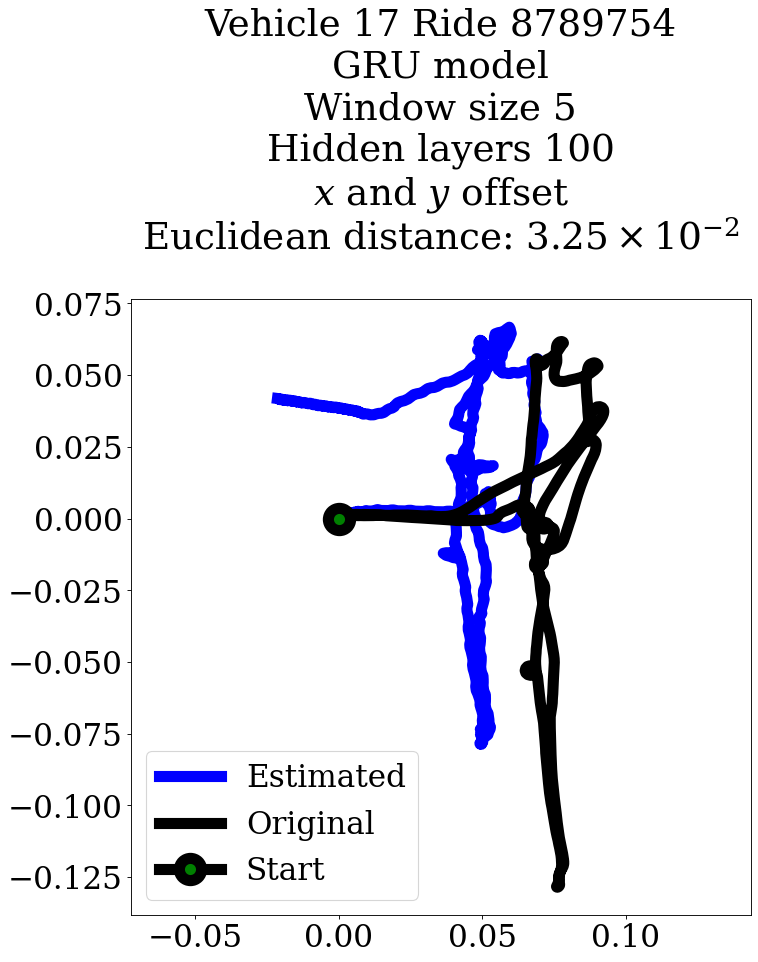 Vehicle 17 Ride 8789754
GRU model
Window size 5
Hidden layers 100
x and y offset
Euclidean distance: 3.25 × 10⁻²
0.075
0.050
0.025
0.000
−0.025
−0.050
−0.075
−0.100
−0.125
Estimated
Original
Start
−0.05 0.00 0.05 0.10